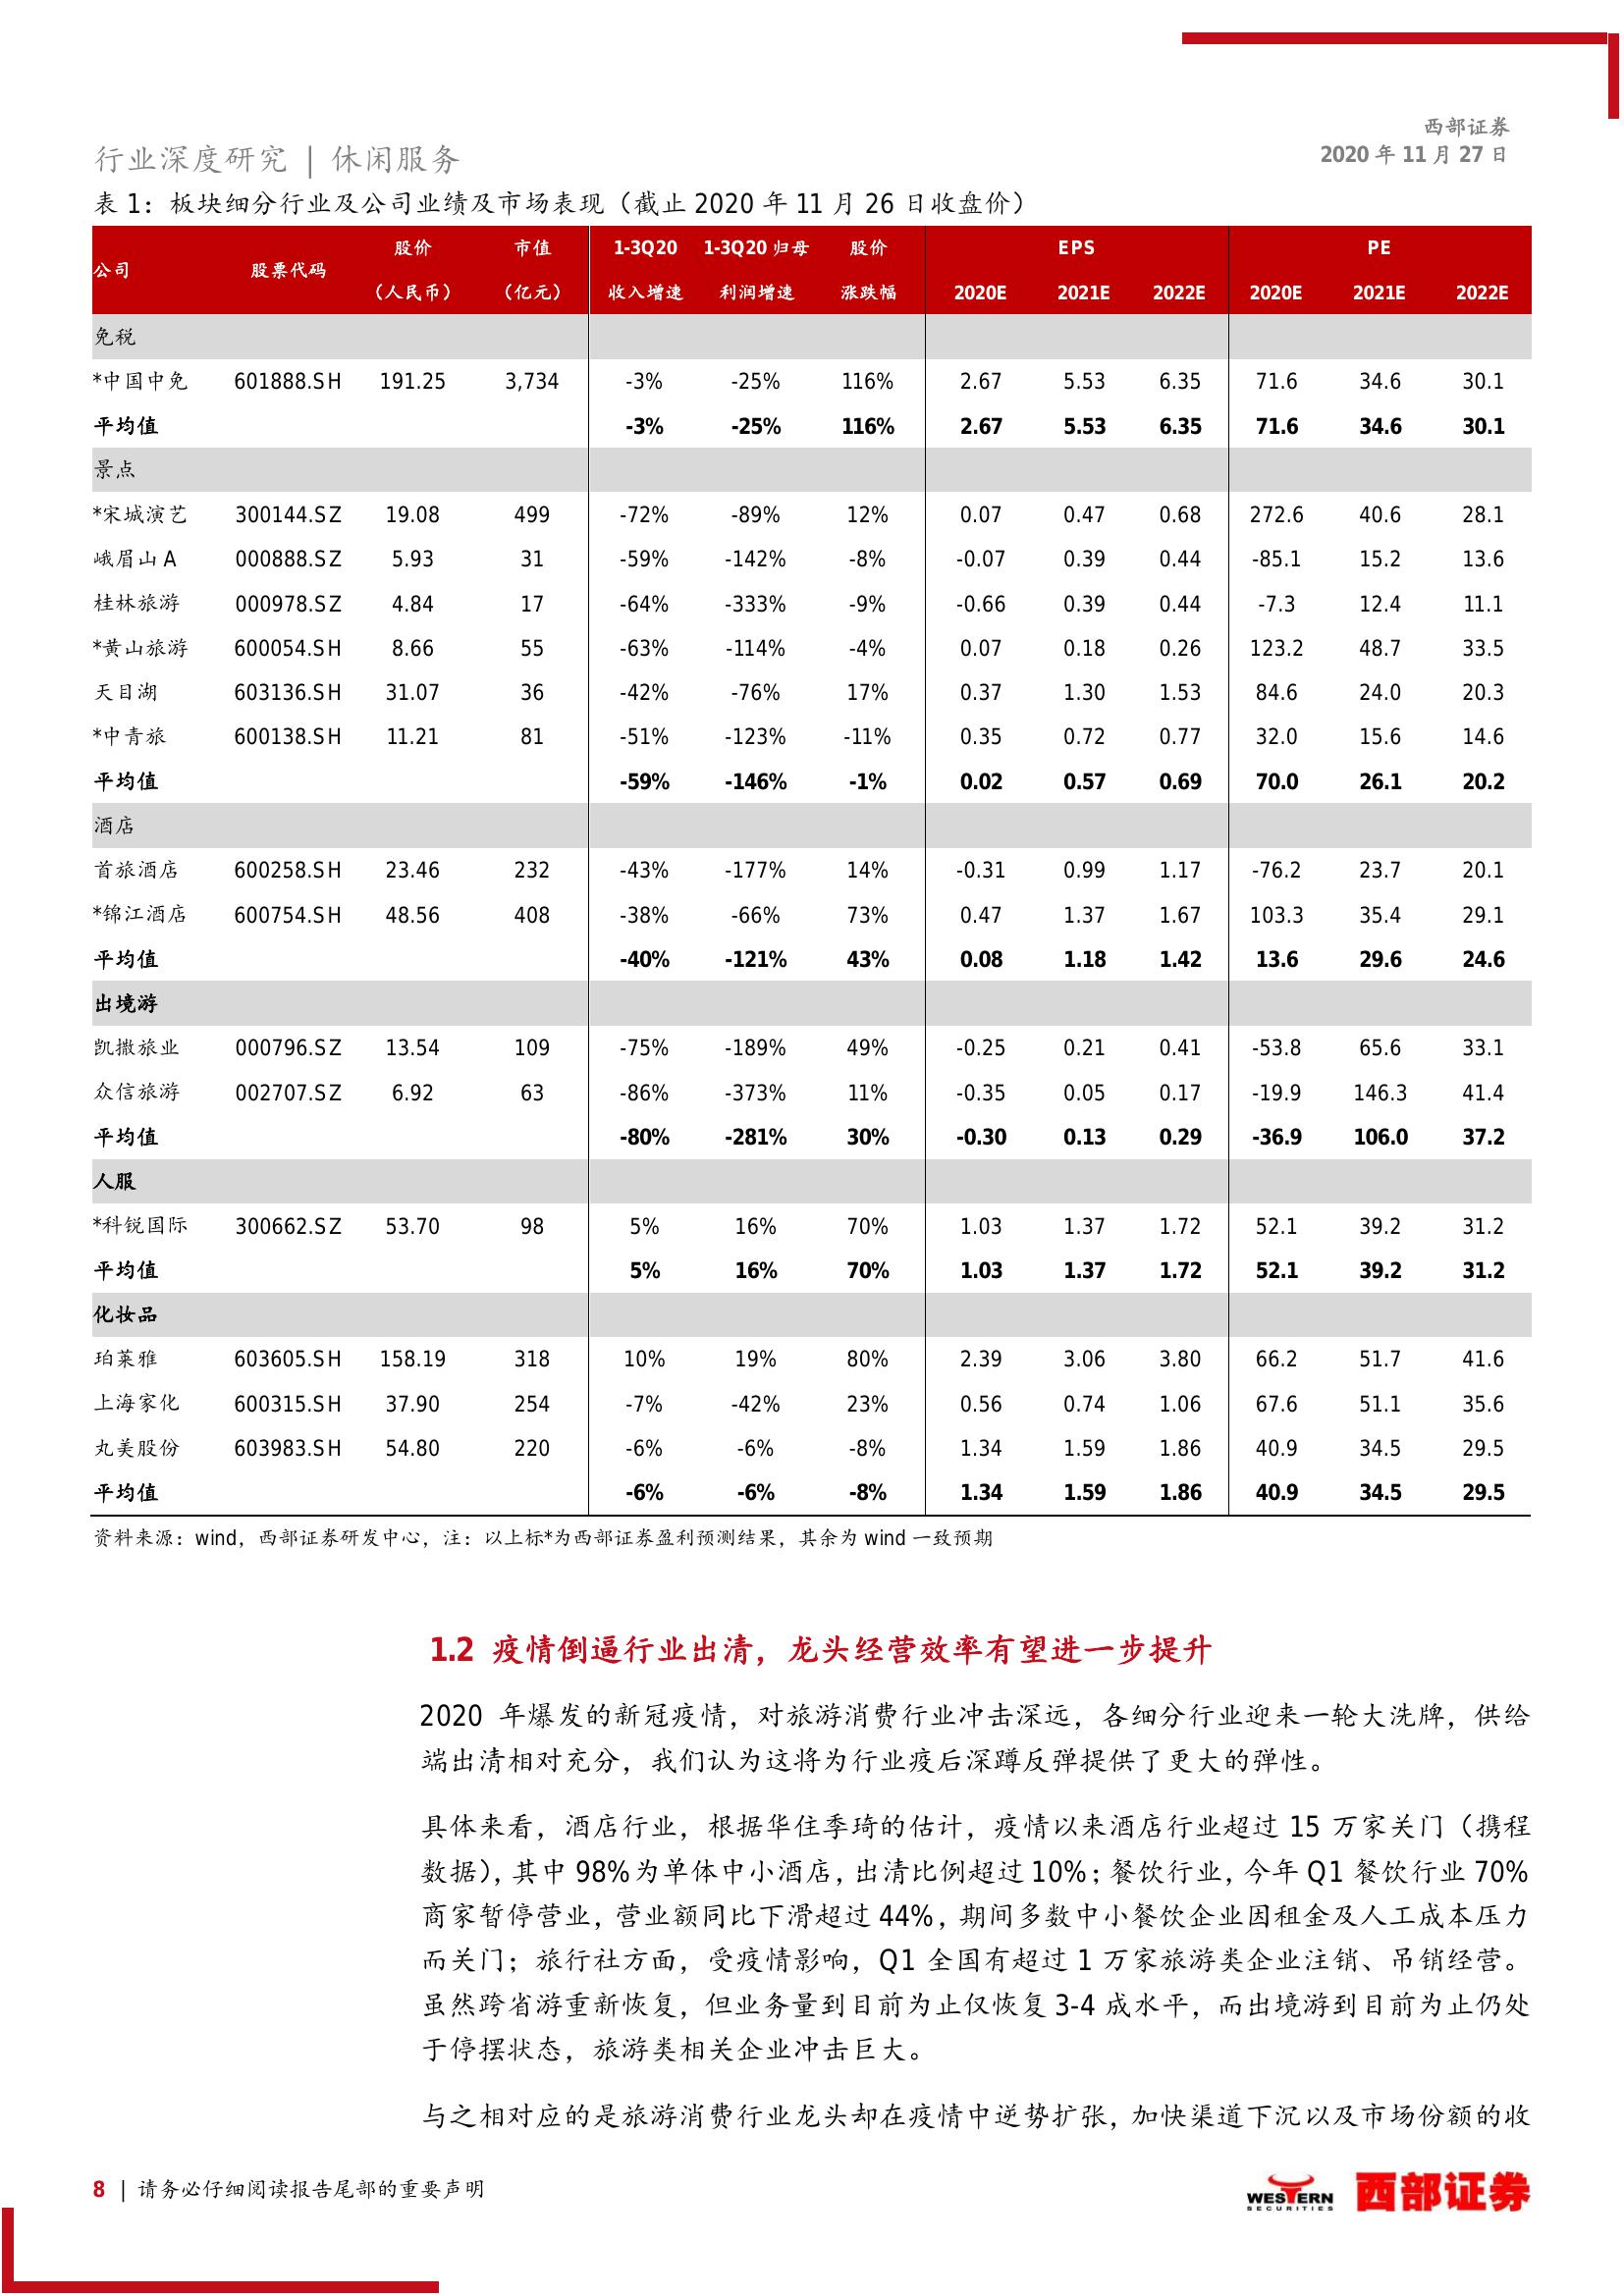 西部证券
行业深度研究 | 休闲服务
2020 年 11 月 27 日
表 1：板块细分行业及公司业绩及市场表现（截止 2020 年 11 月 26 日收盘价）
公司 股票代码 股价 市值 1-3Q20 1-3Q20 归母 股价 EPS PE
（人民币） （亿元） 收入增速 利润增速 涨跌幅 2020E 2021E 2022E 2020E 2021E 2022E
免税
*中国中免 601888.SH 191.25 3,734 -3% -25% 116% 2.67 5.53 6.35 71.6 34.6 30.1
平均值 -3% -25% 116% 2.67 5.53 6.35 71.6 34.6 30.1
景点
*宋城演艺 300144.SZ 19.08 499 -72% -89% 12% 0.07 0.47 0.68 272.6 40.6 28.1
峨眉山 A 000888.SZ 5.93 31 -59% -142% -8% -0.07 0.39 0.44 -85.1 15.2 13.6
桂林旅游 000978.SZ 4.84 17 -64% -333% -9% -0.66 0.39 0.44 -7.3 12.4 11.1
*黄山旅游 600054.SH 8.66 55 -63% -114% -4% 0.07 0.18 0.26 123.2 48.7 33.5
天目湖 603136.SH 31.07 36 -42% -76% 17% 0.37 1.30 1.53 84.6 24.0 20.3
*中青旅 600138.SH 11.21 81 -51% -123% -11% 0.35 0.72 0.77 32.0 15.6 14.6
平均值 -59% -146% -1% 0.02 0.57 0.69 70.0 26.1 20.2
酒店
首旅酒店 600258.SH 23.46 232 -43% -177% 14% -0.31 0.99 1.17 -76.2 23.7 20.1
*锦江酒店 600754.SH 48.56 408 -38% -66% 73% 0.47 1.37 1.67 103.3 35.4 29.1
平均值 -40% -121% 43% 0.08 1.18 1.42 13.6 29.6 24.6
出境游
凯撒旅业 000796.SZ 13.54 109 -75% -189% 49% -0.25 0.21 0.41 -53.8 65.6 33.1
众信旅游 002707.SZ 6.92 63 -86% -373% 11% -0.35 0.05 0.17 -19.9 146.3 41.4
平均值 -80% -281% 30% -0.30 0.13 0.29 -36.9 106.0 37.2
人服
*科锐国际 300662.SZ 53.70 98 5% 16% 70% 1.03 1.37 1.72 52.1 39.2 31.2
平均值 5% 16% 70% 1.03 1.37 1.72 52.1 39.2 31.2
化妆品
珀莱雅 603605.SH 158.19 318 10% 19% 80% 2.39 3.06 3.80 66.2 51.7 41.6
上海家化 600315.SH 37.90 254 -7% -42% 23% 0.56 0.74 1.06 67.6 51.1 35.6
丸美股份 603983.SH 54.80 220 -6% -6% -8% 1.34 1.59 1.86 40.9 34.5 29.5
平均值 -6% -6% -8% 1.34 1.59 1.86 40.9 34.5 29.5
资料来源：wind，西部证券研发中心，注：以上标*为西部证券盈利预测结果，其余为 wind 一致预期
1.2 疫情倒逼行业出清，龙头经营效率有望进一步提升
2020 年爆发的新冠疫情，对旅游消费行业冲击深远，各细分行业迎来一轮大洗牌，供给
端出清相对充分，我们认为这将为行业疫后深蹲反弹提供了更大的弹性。
具体来看，酒店行业，根据华住季琦的估计，疫情以来酒店行业超过 15 万家关门（携程
数据），其中 98%为单体中小酒店，出清比例超过 10%；餐饮行业，今年 Q1 餐饮行业 70%
商家暂停营业，营业额同比下滑超过 44%，期间多数中小餐饮企业因租金及人工成本压力
而关门；旅行社方面，受疫情影响，Q1 全国有超过 1 万家旅游类企业注销、吊销经营。
虽然跨省游重新恢复，但业务量到目前为止仅恢复 3-4 成水平，而出境游到目前为止仍处
于停摆状态，旅游类相关企业冲击巨大。
与之相对应的是旅游消费行业龙头却在疫情中逆势扩张，加快渠道下沉以及市场份额的收
8 | 请务必仔细阅读报告尾部的重要声明
WESTERN
SECURITIES
西部证券